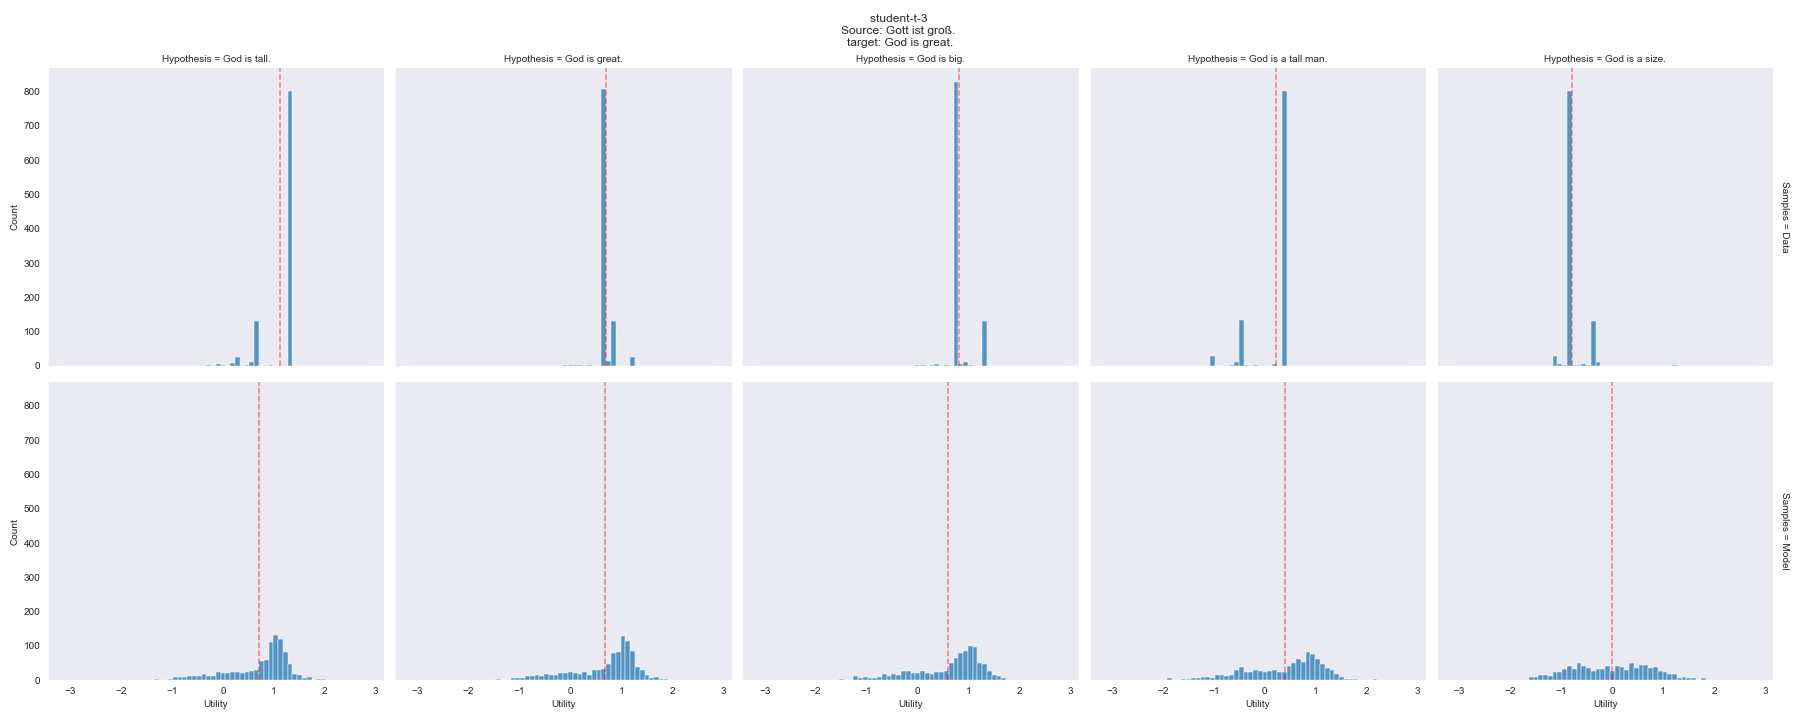 student-t-3
Source: Gott ist groß.
target: God is great.
Hypothesis = God is tall.
Hypothesis = God is great.
Hypothesis = God is big.
Hypothesis = God is a tall man.
Hypothesis = God is a size.
800
700
600
500
400
300
200
100
0
Count
Samples = Data
800
700
600
500
400
300
200
100
0
Count
Samples = Model
−3 −2 −1 0 1 2 3
−3 −2 −1 0 1 2 3
−3 −2 −1 0 1 2 3
−3 −2 −1 0 1 2 3
−3 −2 −1 0 1 2 3
Utility
Utility
Utility
Utility
Utility